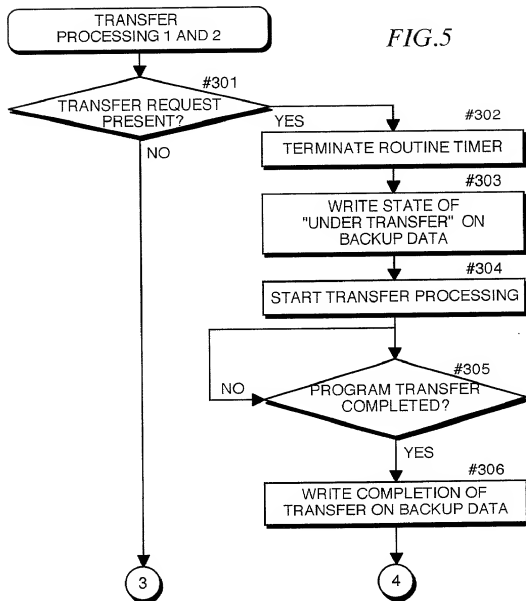 TRANSFER
PROCESSING 1 AND 2
FIG.5
#301
TRANSFER REQUEST
PRESENT?
YES
NO
#302
TERMINATE ROUTINE TIMER
#303
WRITE STATE OF
"UNDER TRANSFER" ON
BACKUP DATA
#304
START TRANSFER PROCESSING
#305
NO
PROGRAM TRANSFER
COMPLETED?
YES
#306
WRITE COMPLETION OF
TRANSFER ON BACKUP DATA
3
4